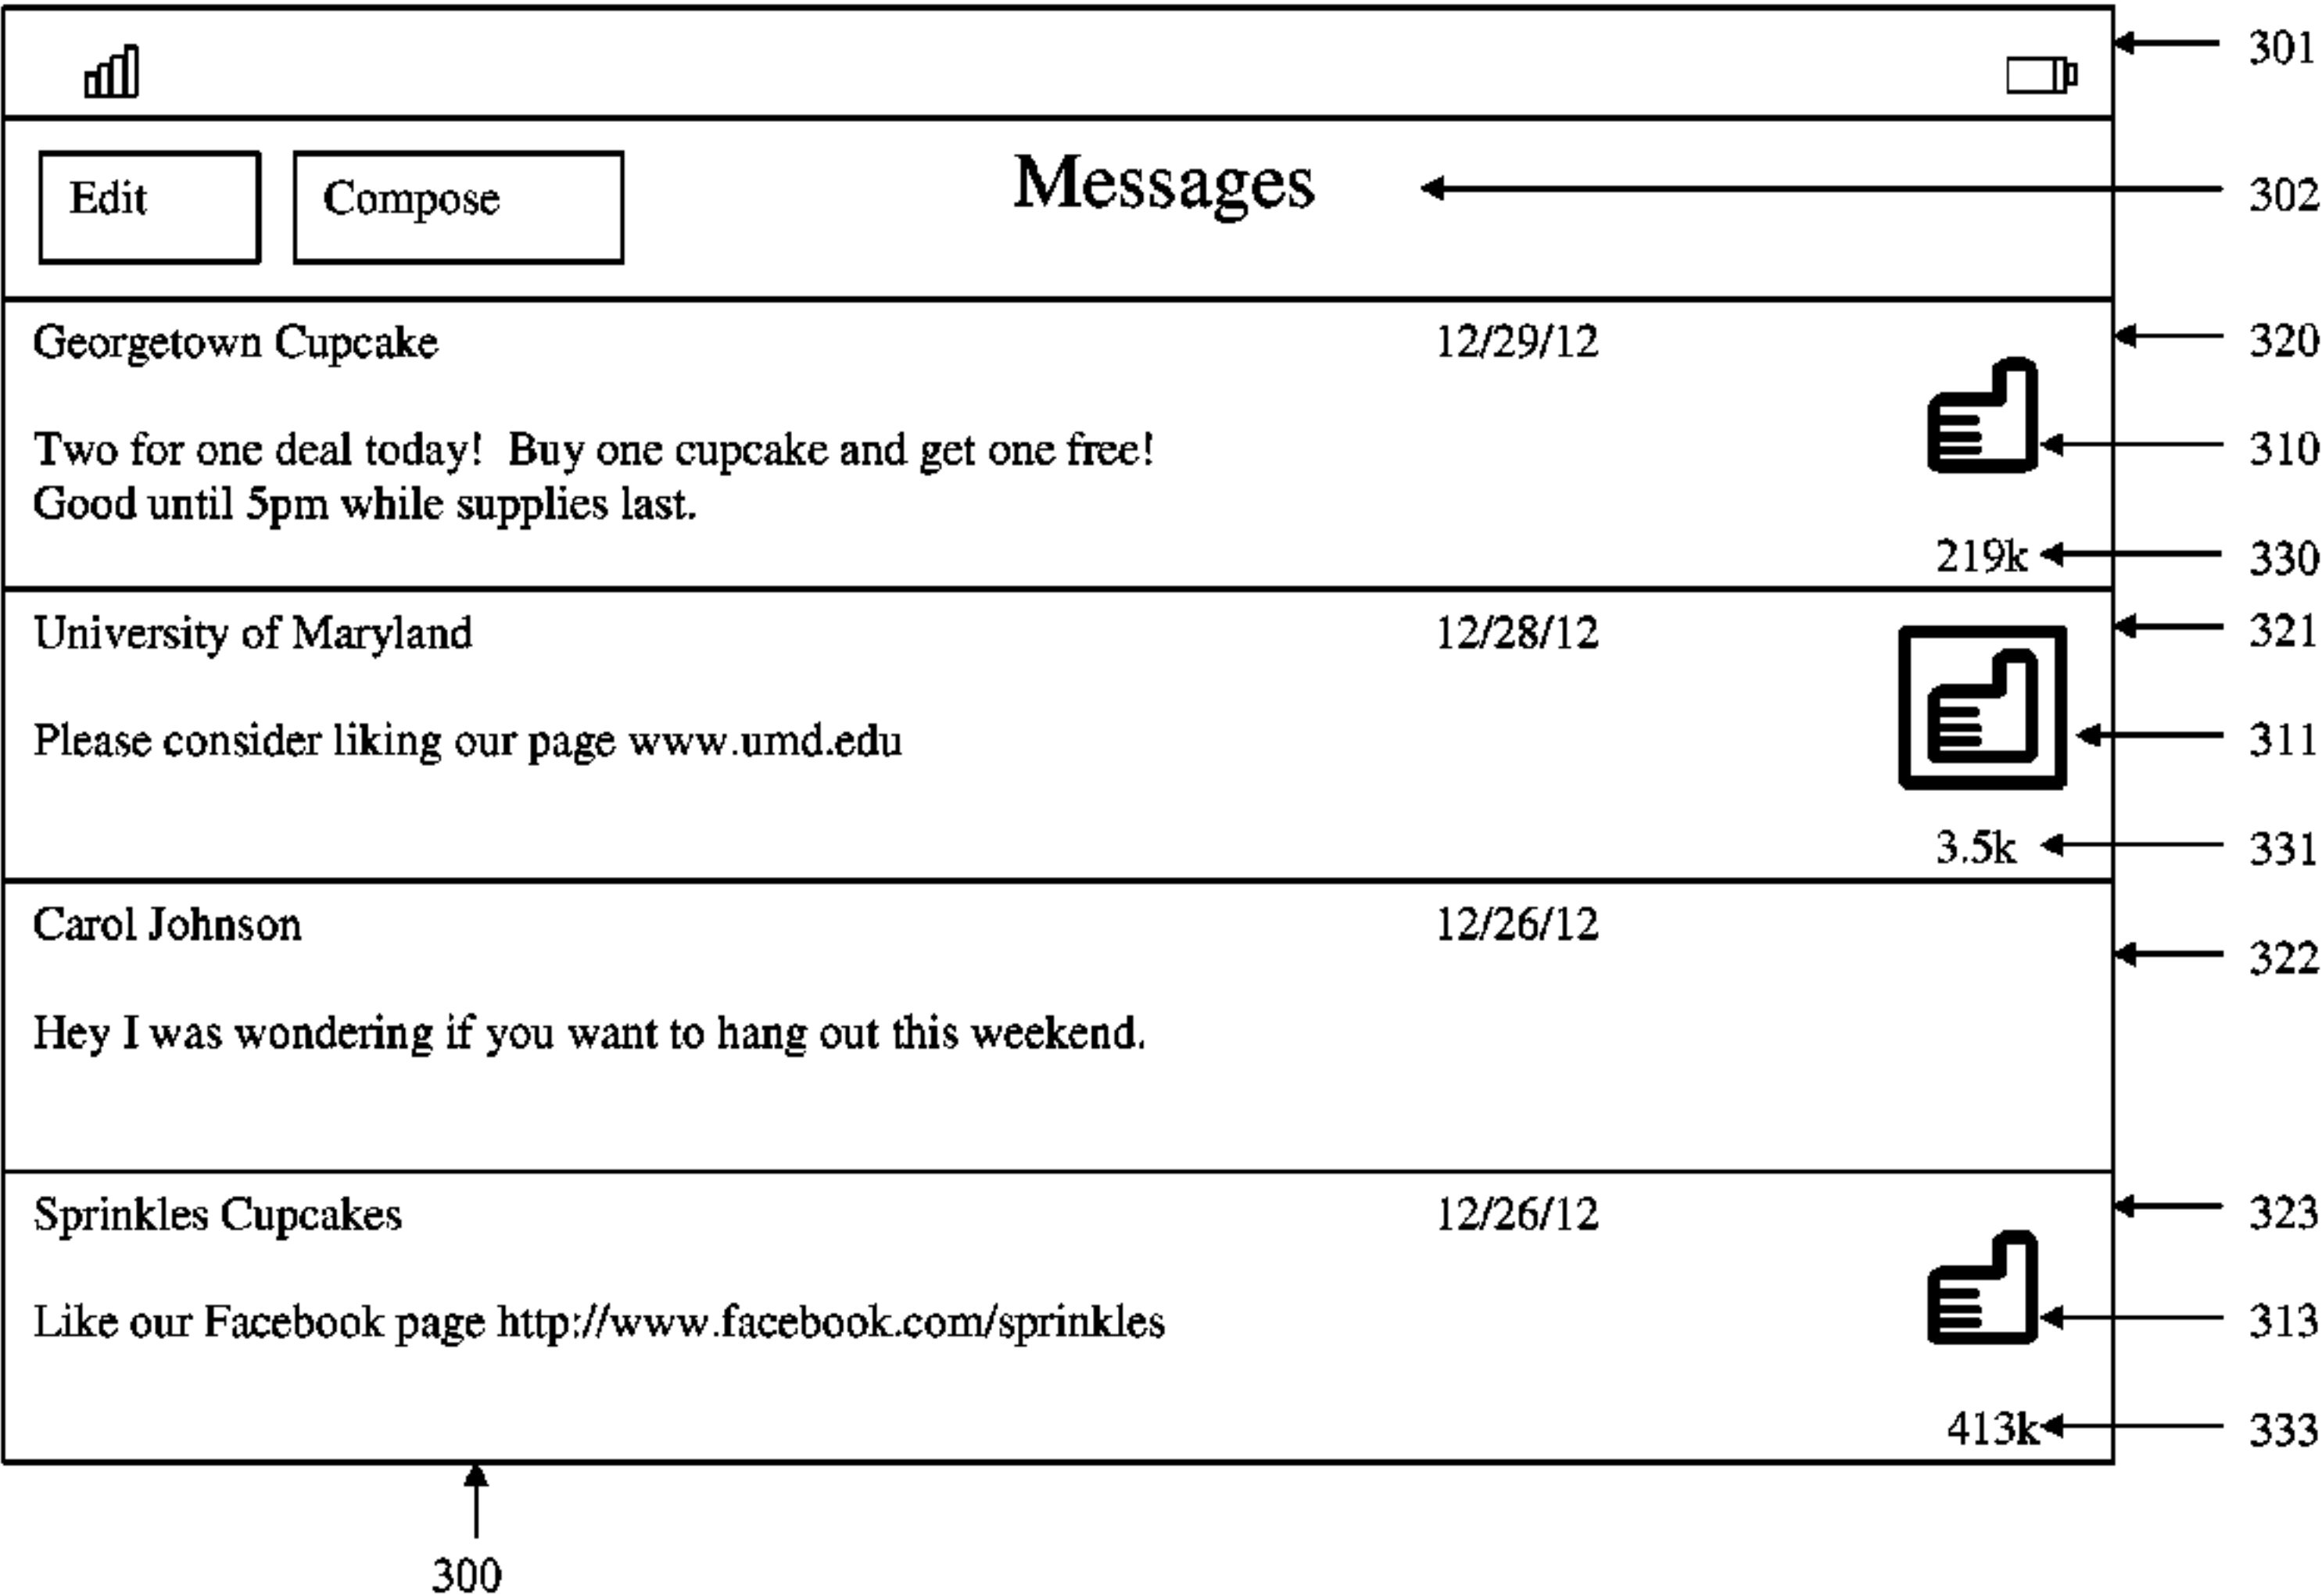 301
Edit Compose Messages 302
Georgetown Cupcake 12/29/12 320
Two for one deal today! Buy one cupcake and get one free! 310
Good until 5pm while supplies last.
219k 330
University of Maryland 12/28/12 321
Please consider liking our page www.umd.edu 311
3.5k 331
Carol Johnson 12/26/12 322
Hey I was wondering if you want to hang out this weekend.
Sprinkles Cupcakes 12/26/12 323
Like our Facebook page http://www.facebook.com/sprinkles 313
413k 333
300